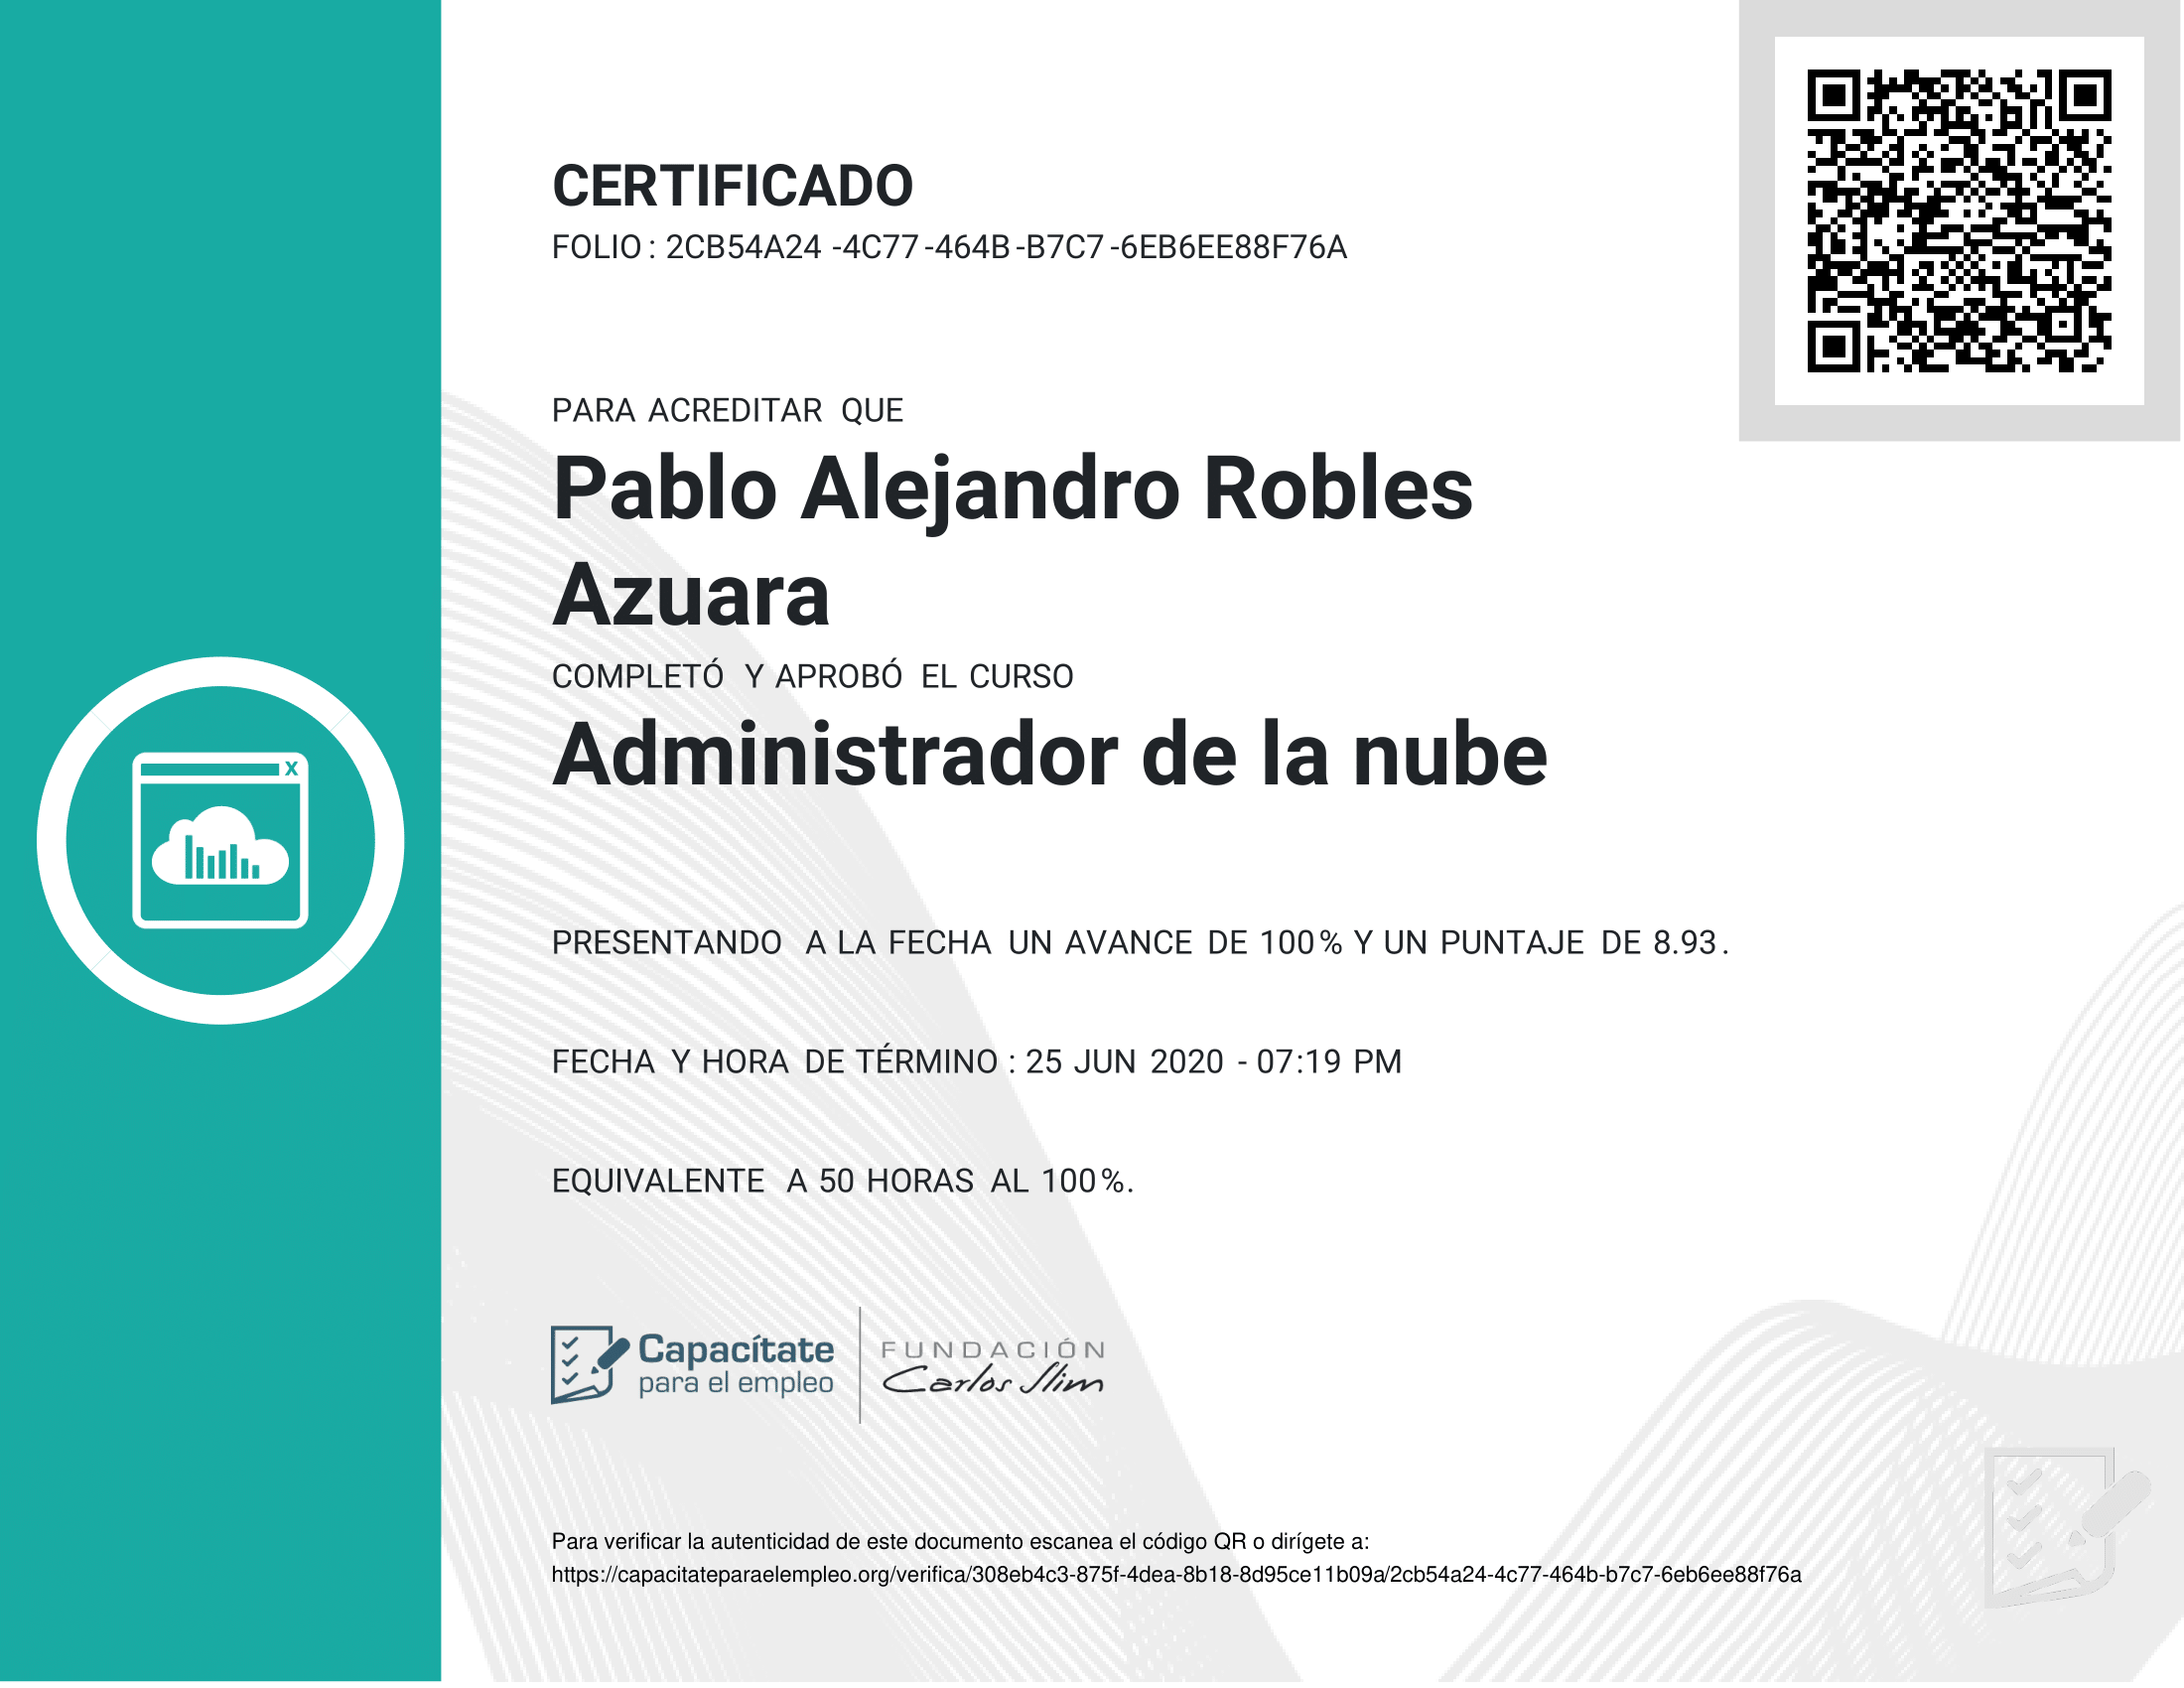 CERTIFICADO
FOLIO : 2CB54A24 -4C77 -464B -B7C7 -6EB6EE88F76A
PARA ACREDITAR QUE
Pablo Alejandro Robles
Azuara
COMPLETÓ Y APROBÓ EL CURSO
Administrador de la nube
PRESENTANDO A LA FECHA UN AVANCE DE 100% Y UN PUNTAJE DE 8.93.
FECHA Y HORA DE TÉRMINO : 25 JUN 2020 - 07:19 PM
EQUIVALENTE A 50 HORAS AL 100%.
Capacítate
para el empleo
FUNDACIÓN
Carlos Slim
Para verificar la autenticidad de este documento escanea el código QR o dirígete a:
https://capacitateparaelempleo.org/verifica/308eb4c3-875f-4dea-8b18-8d95ce11b09a/2cb54a24-4c77-464b-b7c7-6eb6ee88f76a